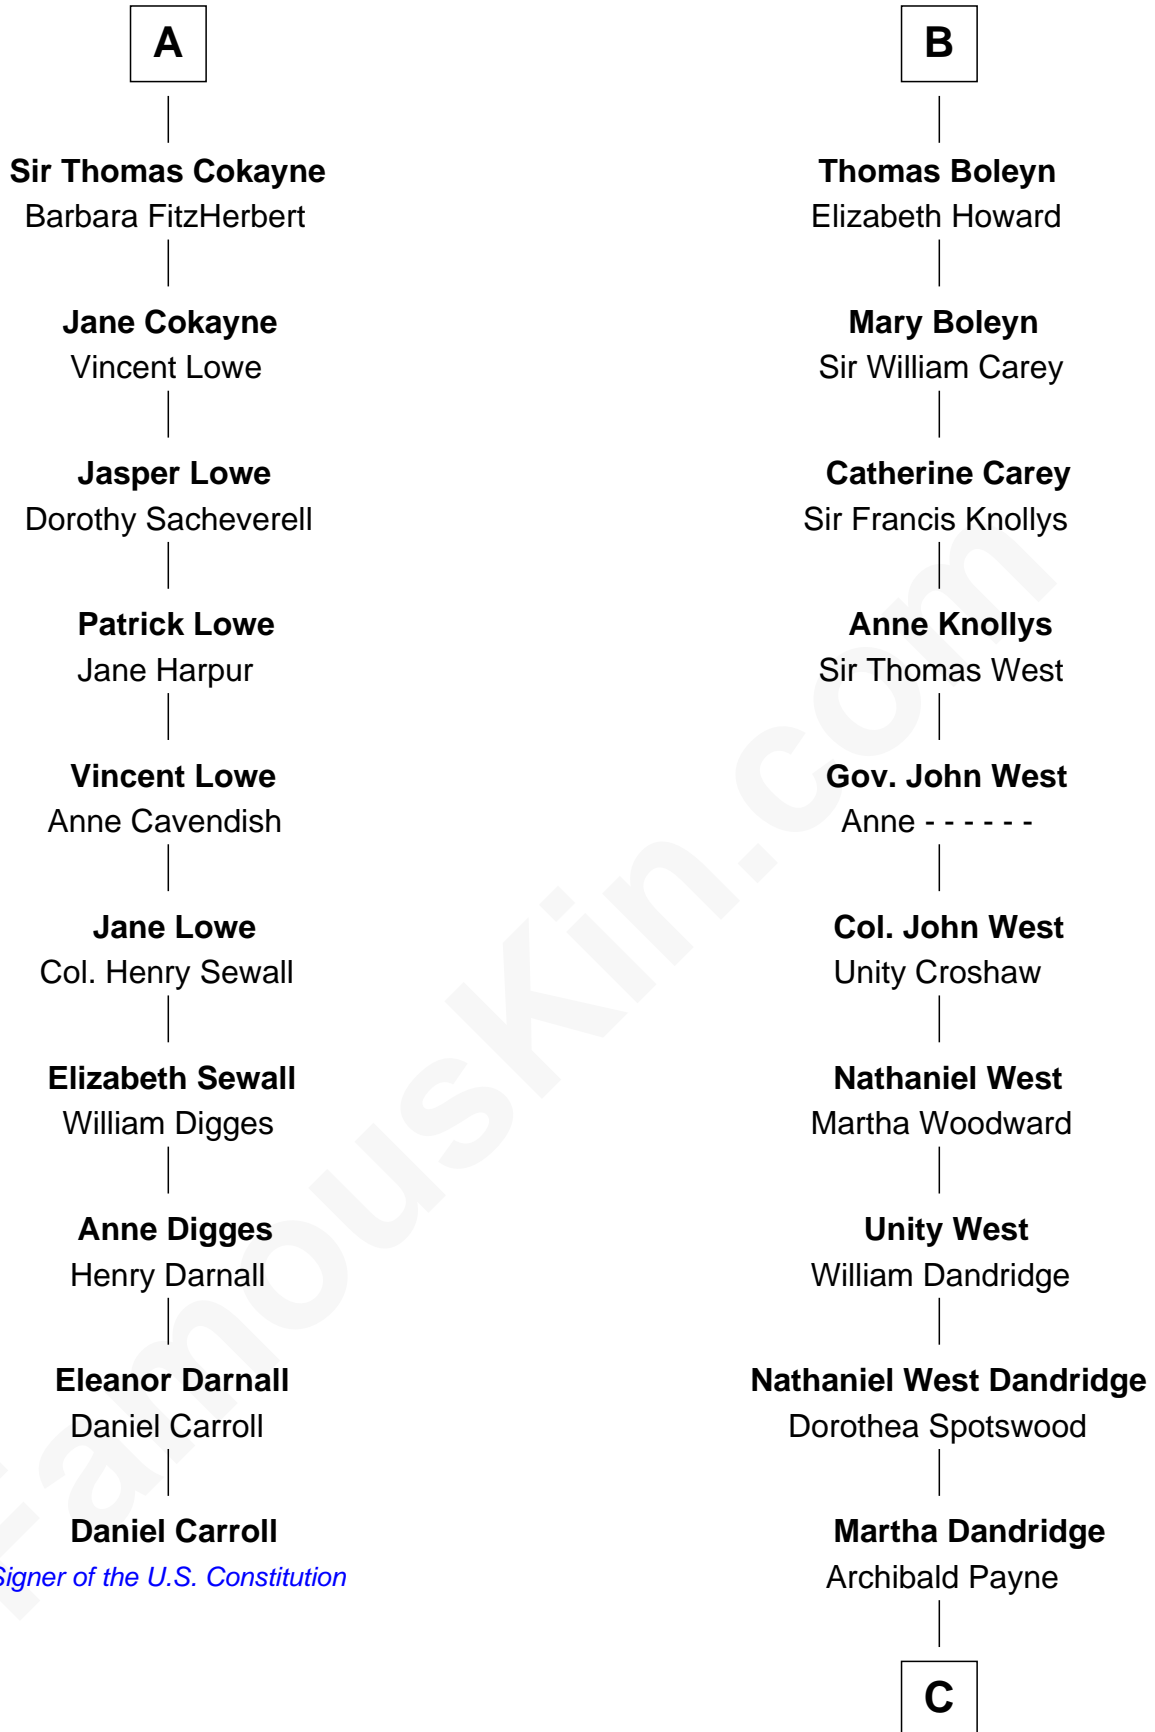 A
Sir Thomas Cokayne
Barbara FitzHerbert
Jane Cokayne
Vincent Lowe
Jasper Lowe
Dorothy Sacheverell
Patrick Lowe
Jane Harpur
Vincent Lowe
Anne Cavendish
Jane Lowe
Col. Henry Sewall
Elizabeth Sewall
William Digges
Anne Digges
Henry Darnall
Eleanor Darnall
Daniel Carroll
Daniel Carroll
Signer of the U.S. Constitution
B
Thomas Boleyn
Elizabeth Howard
Mary Boleyn
Sir William Carey
Catherine Carey
Sir Francis Knollys
Anne Knollys
Sir Thomas West
Gov. John West
Anne - - - - - -
Col. John West
Unity Croshaw
Nathaniel West
Martha Woodward
Unity West
William Dandridge
Nathaniel West Dandridge
Dorothea Spotswood
Martha Dandridge
Archibald Payne
C
FamousKin.com